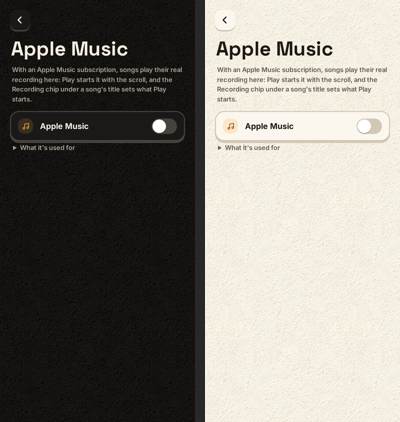 Apple Music
With an Apple Music subscription, songs play their real
recording here: Play starts it with the scroll, and the
Recording chip under a song's title sets what Play
starts.
Apple Music
What it's used for
Apple Music
With an Apple Music subscription, songs play their real
recording here: Play starts it with the scroll, and the
Recording chip under a song's title sets what Play
starts.
Apple Music
What it's used for